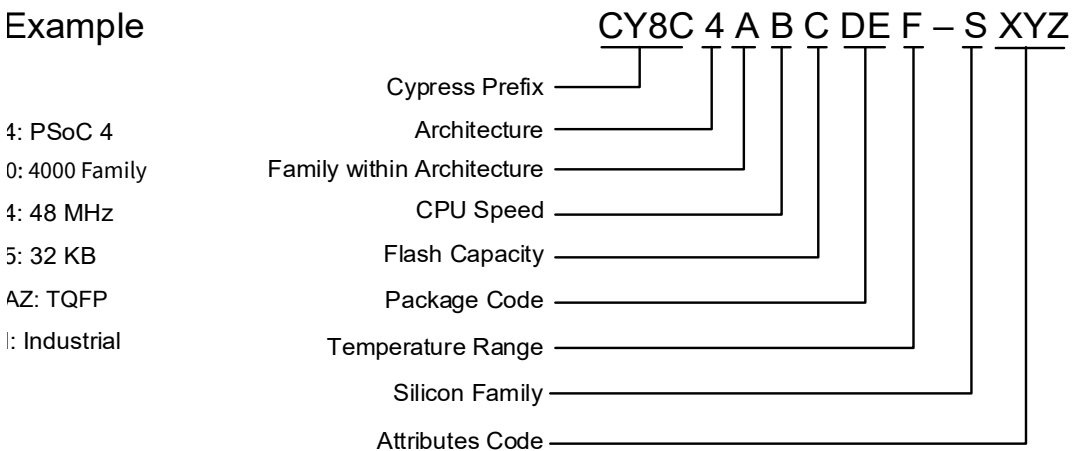 Example CY8C 4 A B C DE F – S XYZ
Cypress Prefix
4: PSoC 4 Architecture
0: 4000 Family Family within Architecture
4: 48 MHz CPU Speed
5: 32 KB Flash Capacity
AZ: TQFP Package Code
I: Industrial Temperature Range
Silicon Family
Attributes Code